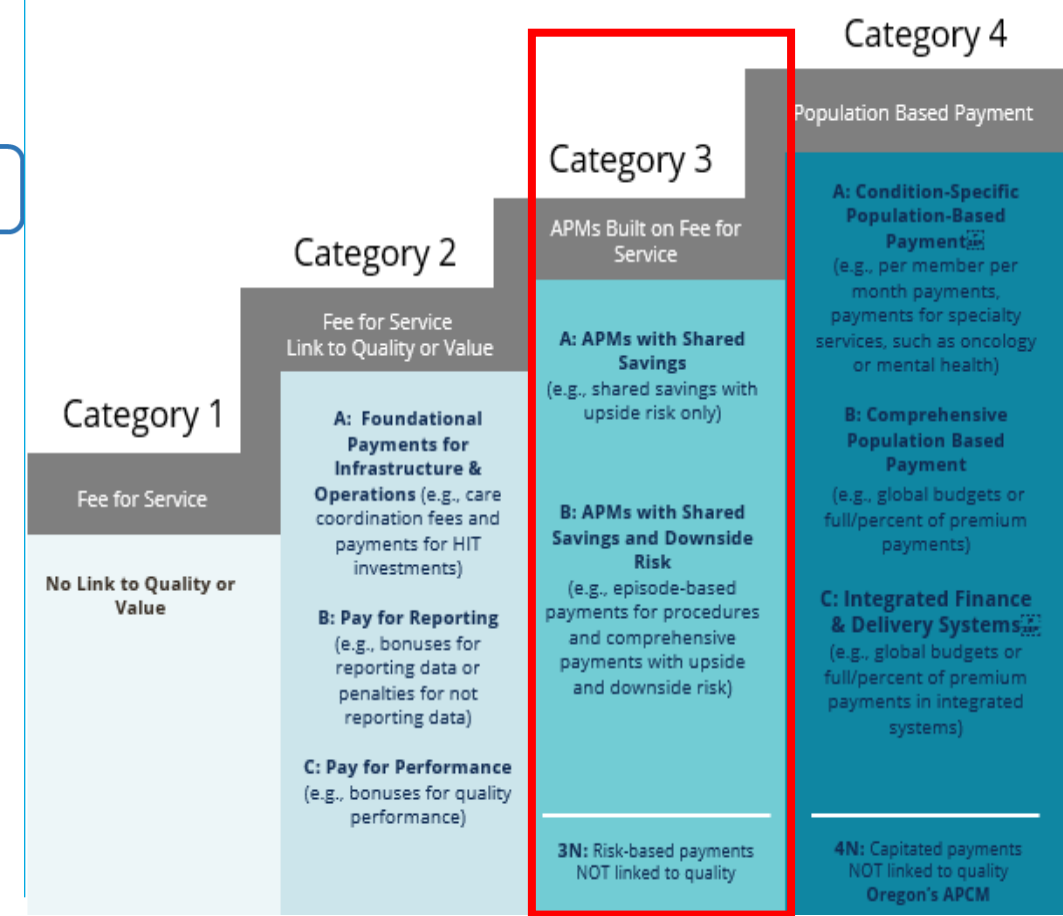 Category 1
Fee for Service
No Link to Quality or
Value
Category 2
Fee for Service
Link to Quality or Value
A: Foundational
Payments for
Infrastructure &
Operations (e.g., care
coordination fees and
payments for HIT
investments)
B: Pay for Reporting
(e.g., bonuses for
reporting data or
penalties for not
reporting data)
C: Pay for Performance
(e.g., bonuses for quality
performance)
Category 3
APMs Built on Fee for
Service
A: APMs with Shared
Savings
(e.g., shared savings with
upside risk only)
B: APMs with Shared
Savings and Downside
Risk
(e.g., episode-based
payments for procedures
and comprehensive
payments with upside
and downside risk)
3N: Risk-based payments
NOT linked to quality
Category 4
Population Based Payment
A: Condition-Specific
Population-Based
Payment
(e.g., per member per
month payments,
payments for specialty
services, such as oncology
or mental health)
B: Comprehensive
Population Based
Payment
(e.g., global budgets or
full/percent of premium
payments)
C: Integrated Finance
& Delivery Systems
(e.g., global budgets or
full/percent of premium
payments in integrated
systems)
4N: Capitated payments
NOT linked to quality
Oregon's APCM